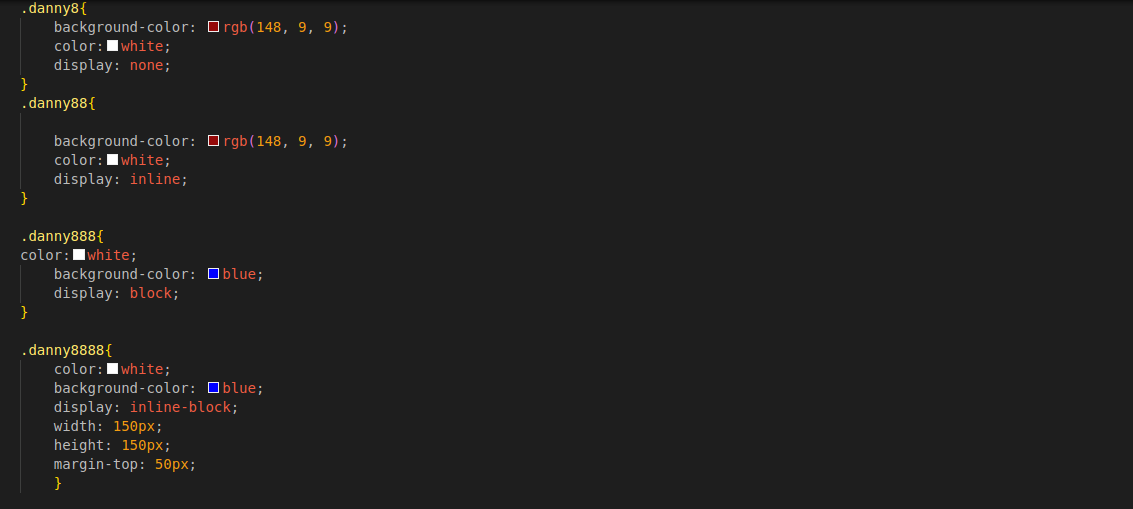 .danny8{
    background-color: rgb(148, 9, 9);
    color:white;
    display: none;
}
.danny88{

    background-color: rgb(148, 9, 9);
    color:white;
    display: inline;
}

.danny888{
color:white;
    background-color: blue;
    display: block;
}

.danny8888{
    color:white;
    background-color: blue;
    display: inline-block;
    width: 150px;
    height: 150px;
    margin-top: 50px;
    }